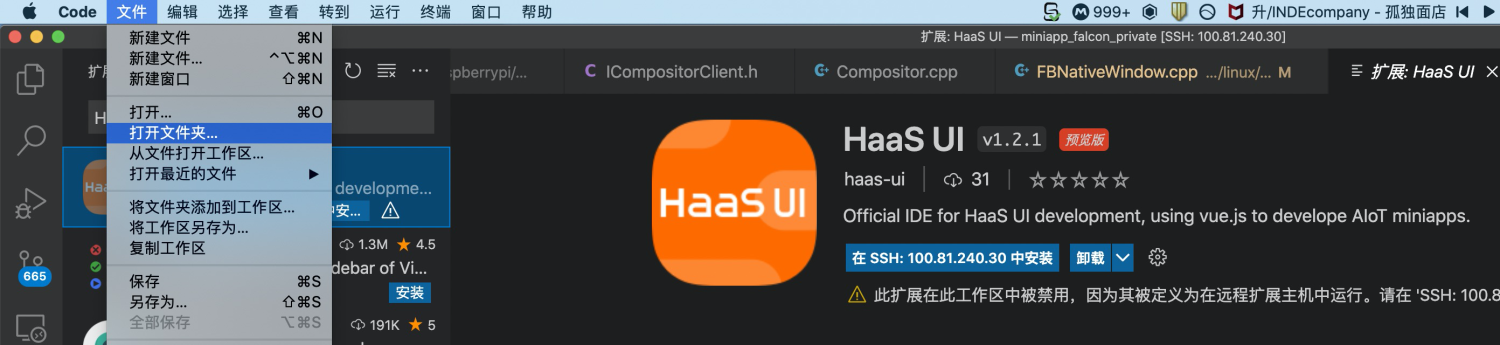 Code 文件 编辑 选择 查看 转到 运行 终端 窗口 帮助 999+ 升/INDEcompany - 孤独面店
扩展: HaaS UI — miniapp_falcon_private [SSH: 100.81.240.30]
新建文件 ⌘N
新建文件... ^⌥⌘N
新建窗口 ⇧⌘N
打开... ⌘O
打开文件夹...
从文件打开工作区...
打开最近的文件 ▶
将文件夹添加到工作区...
将工作区另存为...
复制工作区
保存 ⌘S
另存为... ⇧⌘S
全部保存 ⌥⌘S
665
developme...
中安...
1.3M ★ 4.5
debar of Vi...
安装
191K ★ 5
spberrypi/... ICompositorClient.h Compositor.cpp FBNativeWindow.cpp .../linux/... M 扩展: HaaS UI
HaaS UI
HaaS UI v1.2.1 预览版
haas-ui 31 ☆☆☆☆☆
Official IDE for HaaS UI development, using vue.js to develop AIoT miniapps.
在 SSH: 100.81.240.30 中安装 卸载
此扩展在此工作区中被禁用，因为其被定义为在远程扩展主机中运行。请在 'SSH: 100.8